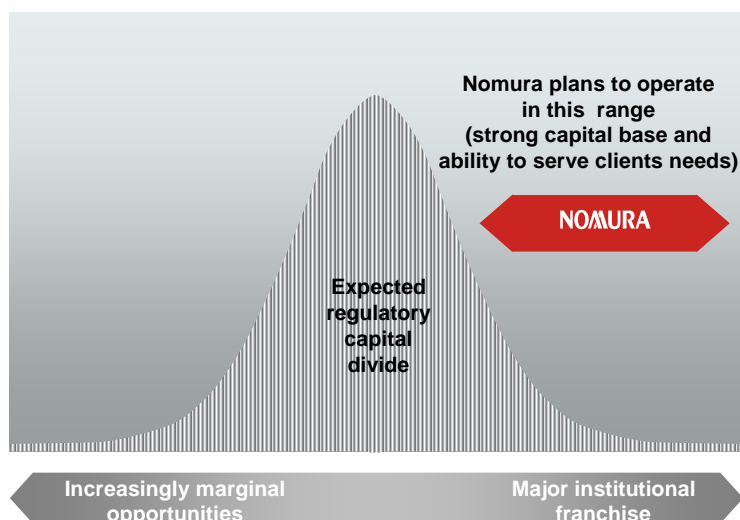 Nomura plans to operate
in this range
(strong capital base and
ability to serve clients needs)
NOMURA
Expected
regulatory
capital
divide
Increasingly marginal
opportunities
Major institutional
franchise